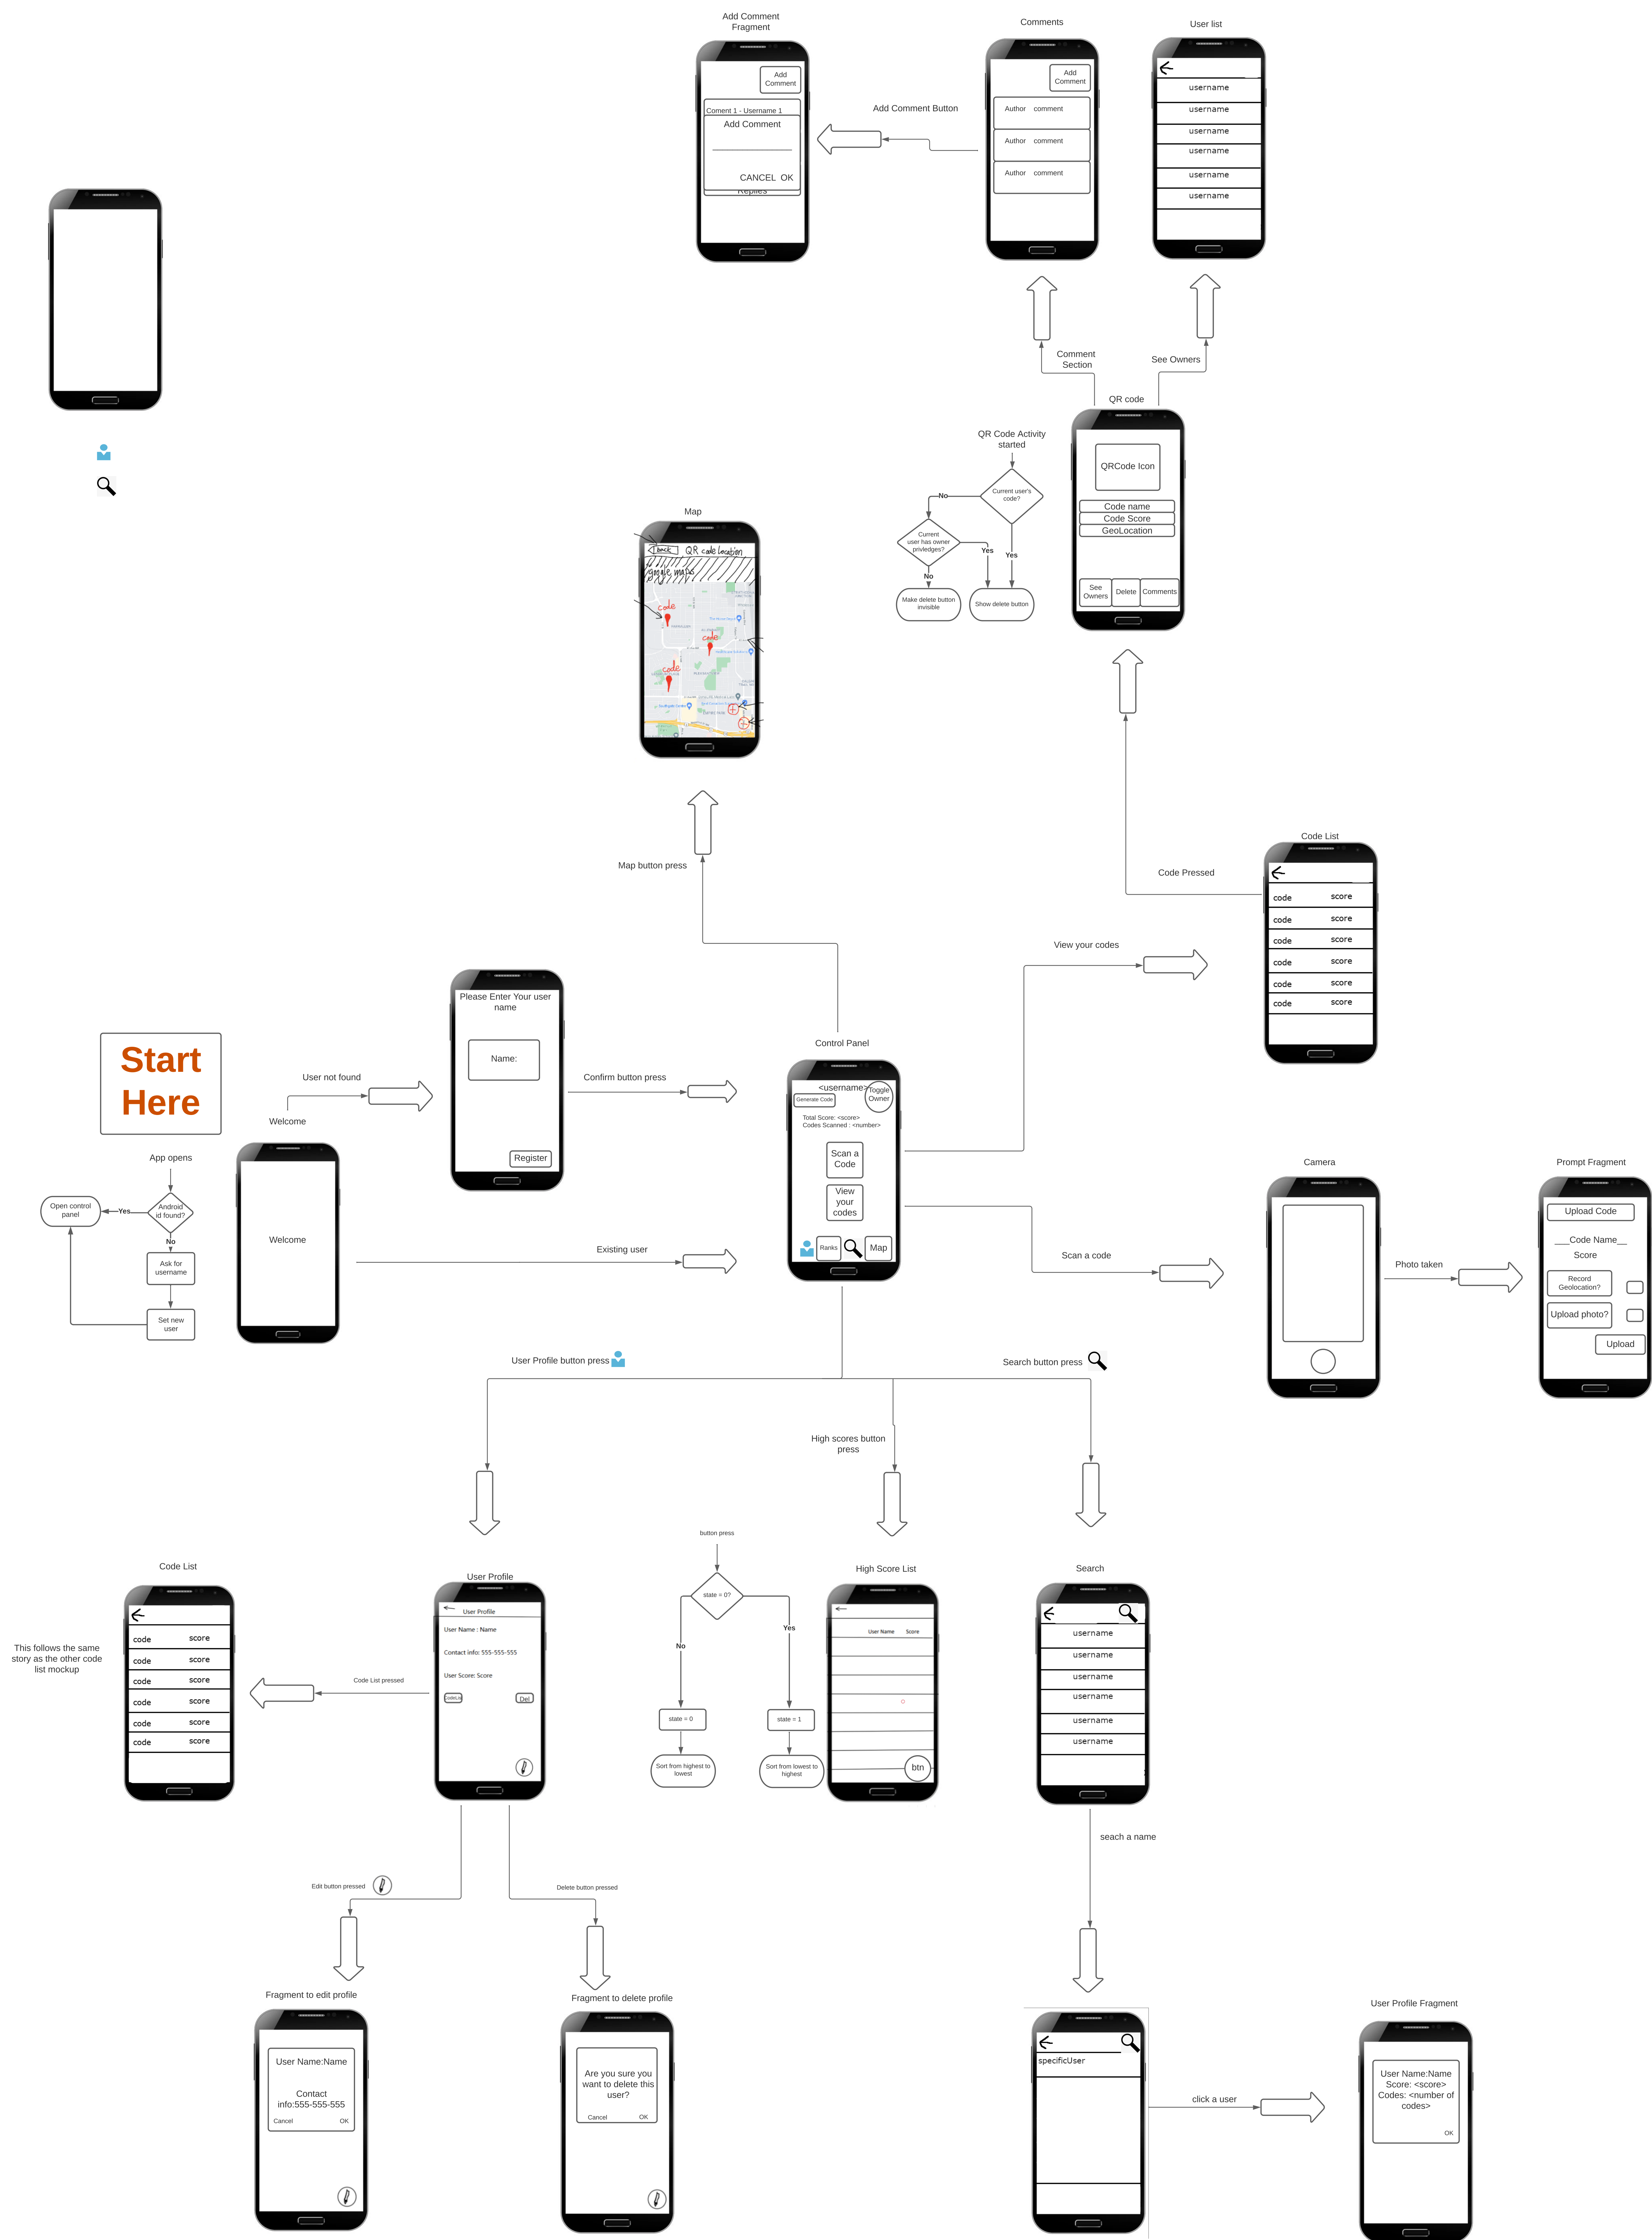 Add Comment
Fragment
Add
Comment
Coment 1 - Username 1
Add Comment
CANCEL OK
Replies
Add Comment Button
Comments
Add
Comment
Author comment
Author comment
Author comment
User list
username
username
username
username
username
username
Comment
Section
See Owners
QR code
QRCode Icon
Code name
Code Score
GeoLocation
See
Owners
Delete
Comments
QR Code Activity
started
Current user's
code?
No
Current
user has owner
priviledges?
Yes
Yes
No
Make delete button
invisible
Show delete button
Map
back QR code location
google maps
code
code
code
Map button press
Code List
code score
code score
code score
code score
code score
code score
Code Pressed
View your codes
Start
Here
Welcome
User not found
Please Enter Your user
name
Name:
Register
Confirm button press
App opens
Android
id found?
Yes
Open control
panel
No
Ask for
username
Set new
user
Welcome
Existing user
Control Panel
<username>
Toggle
Owner
Generate Code
Total Score: <score>
Codes Scanned : <number>
Scan a
Code
View
your
codes
Ranks
Map
Scan a code
Camera
Photo taken
Prompt Fragment
Upload Code
___Code Name__
Score
Record
Geolocation?
Upload photo?
Upload
User Profile button press
Search button press
High scores button
press
Code List
code score
code score
code score
code score
code score
code score
This follows the same
story as the other code
list mockup
Code List pressed
User Profile
User Profile
User Name : Name
Contact info: 555-555-555
User Score: Score
CodeList
Del
button press
state = 0?
No
Yes
state = 0
state = 1
Sort from highest to
lowest
Sort from lowest to
highest
High Score List
User Name Score
btn
Search
username
username
username
username
username
username
seach a name
Edit button pressed
Delete button pressed
Fragment to edit profile
User Name:Name
Contact
info:555-555-555
Cancel OK
Fragment to delete profile
Are you sure you
want to delete this
user?
Cancel OK
specificUser
click a user
User Profile Fragment
User Name:Name
Score: <score>
Codes: <number of
codes>
OK